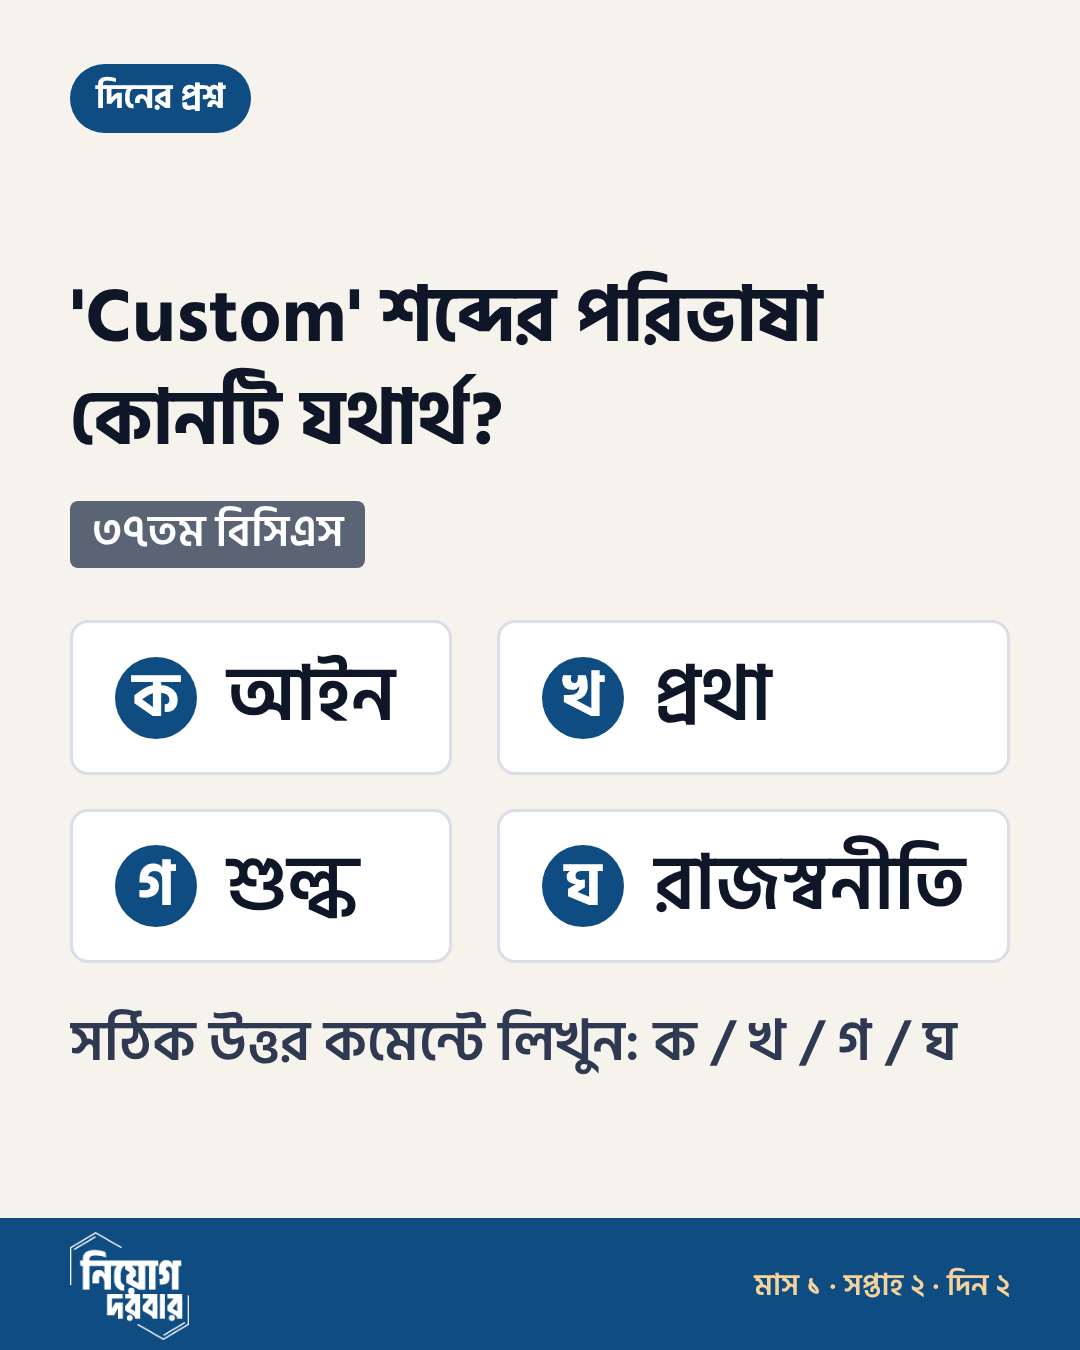 দিনের প্রশ্ন
'Custom' শব্দের পরিভাষা
কোনটি যথার্থ?
৩৭তম বিসিএস
ক আইন
খ প্রথা
গ শুল্ক
ঘ রাজস্বনীতি
সঠিক উত্তর কমেন্টে লিখুন: ক / খ / গ / ঘ
নিয়োগ
দরবার
মাস ১ · সপ্তাহ ২ · দিন ২